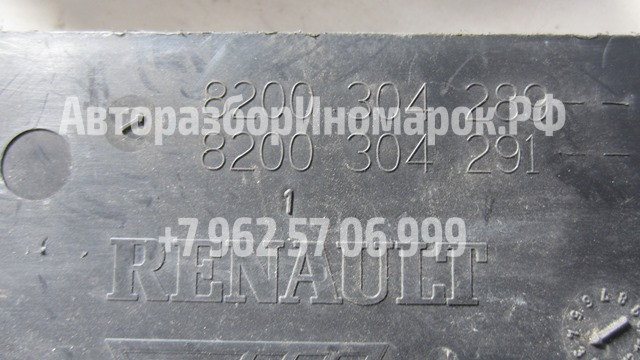 8200 304 289--
Авторазбор Иномарок.РФ
8200 304 291--
1
+7 962 57 06 999
RENAULT